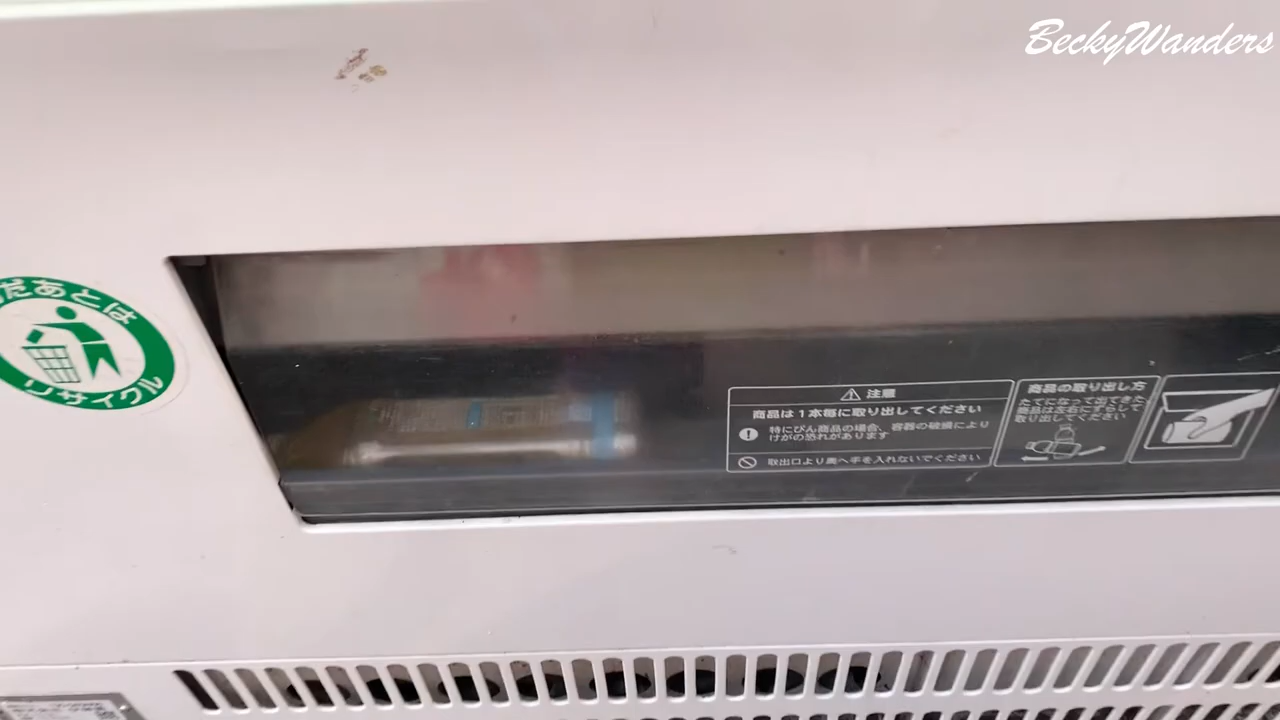 BeckyWanders
だあとは
リサイクル
注意
商品は1本毎に取り出してください
特にびん商品の場合、容器の破損により
けがの恐れがあります
取出口より奥へ手を入れないでください
商品の取り出し方
たてになって出てきた
商品は左右にずらして
取り出してください